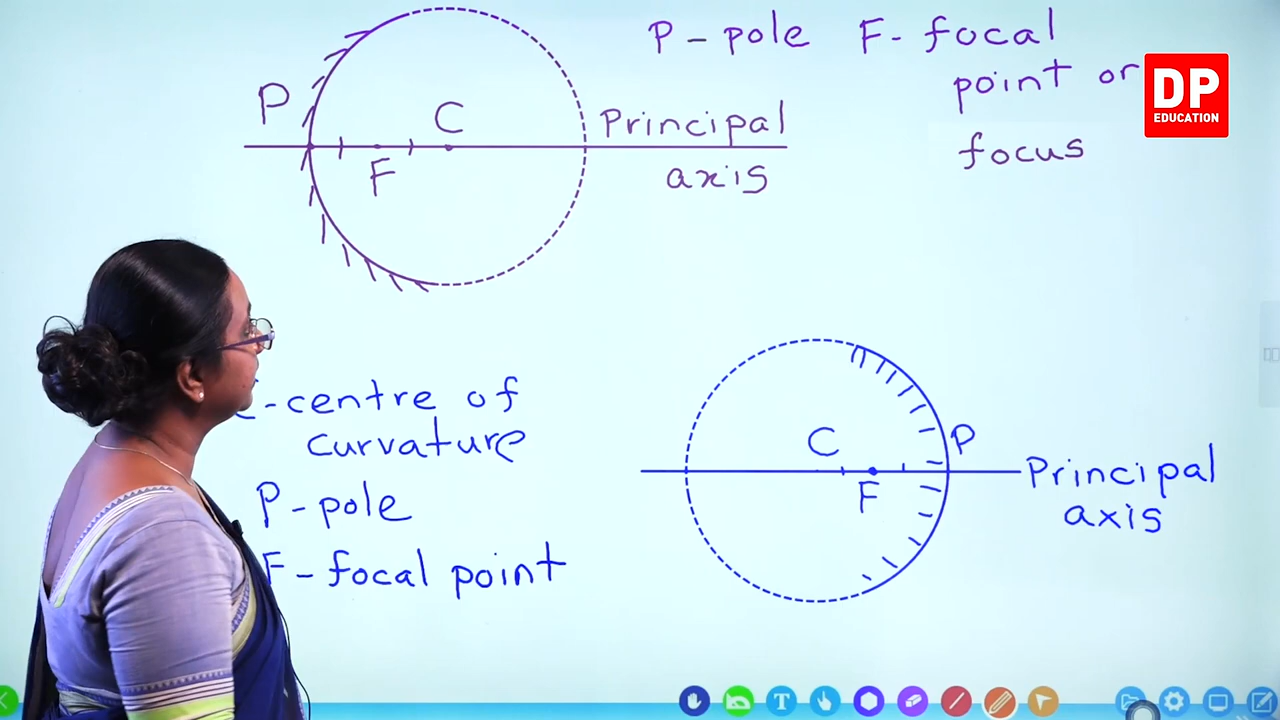 P - pole F - focal
point or
focus
DP
EDUCATION
P
C
F
Principal
axis
C - centre of
curvature
P - pole
F - focal point
C
P
F
Principal
axis
T